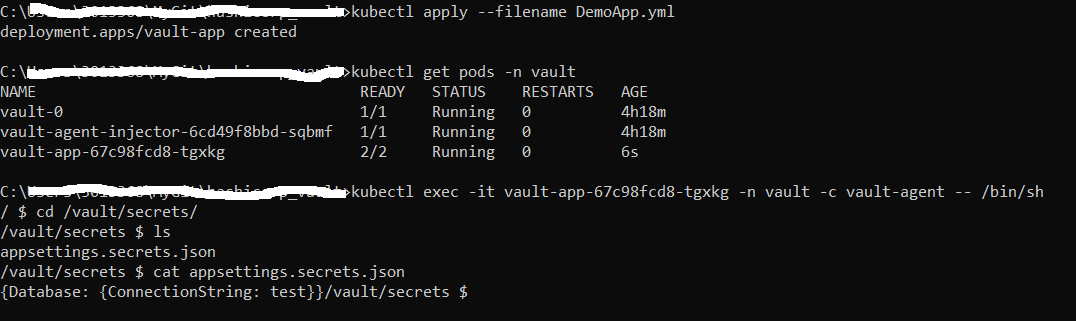 C:\ >kubectl apply --filename DemoApp.yml
deployment.apps/vault-app created
C:\ >kubectl get pods -n vault
NAME READY STATUS RESTARTS AGE
vault-0 1/1 Running 0 4h18m
vault-agent-injector-6cd49f8bbd-sqbmf 1/1 Running 0 4h18m
vault-app-67c98fcd8-tgxkg 2/2 Running 0 6s
C:\ >kubectl exec -it vault-app-67c98fcd8-tgxkg -n vault -c vault-agent -- /bin/sh
/ $ cd /vault/secrets/
/vault/secrets $ ls
appsettings.secrets.json
/vault/secrets $ cat appsettings.secrets.json
{Database: {ConnectionString: test}}/vault/secrets $